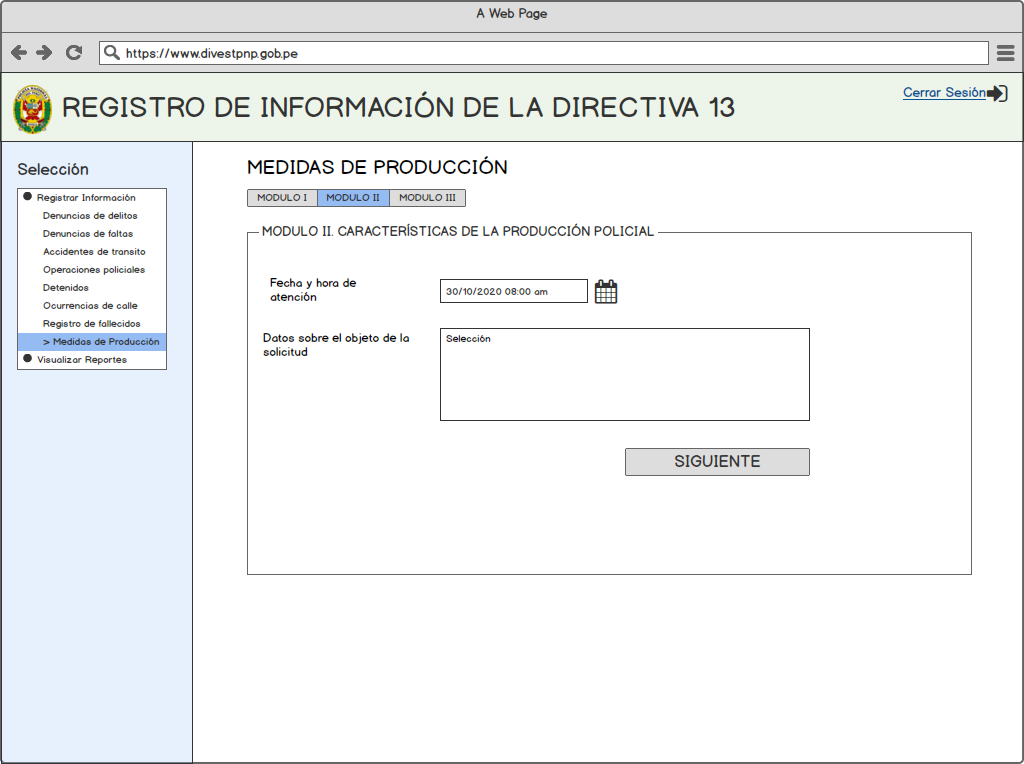 A Web Page
https://www.divestpnp.gob.pe
REGISTRO DE INFORMACIÓN DE LA DIRECTIVA 13
Cerrar Sesión
Selección
Registrar Información
Denuncias de delitos
Denuncias de faltas
Accidentes de transito
Operaciones policiales
Detenidos
Ocurrencias de calle
Registro de fallecidos
> Medidas de Producción
Visualizar Reportes
MEDIDAS DE PRODUCCIÓN
MODULO I MODULO II MODULO III
MODULO II. CARACTERÍSTICAS DE LA PRODUCCIÓN POLICIAL
Fecha y hora de
atención
30/10/2020 08:00 am
Datos sobre el objeto de la
solicitud
Selección
SIGUIENTE